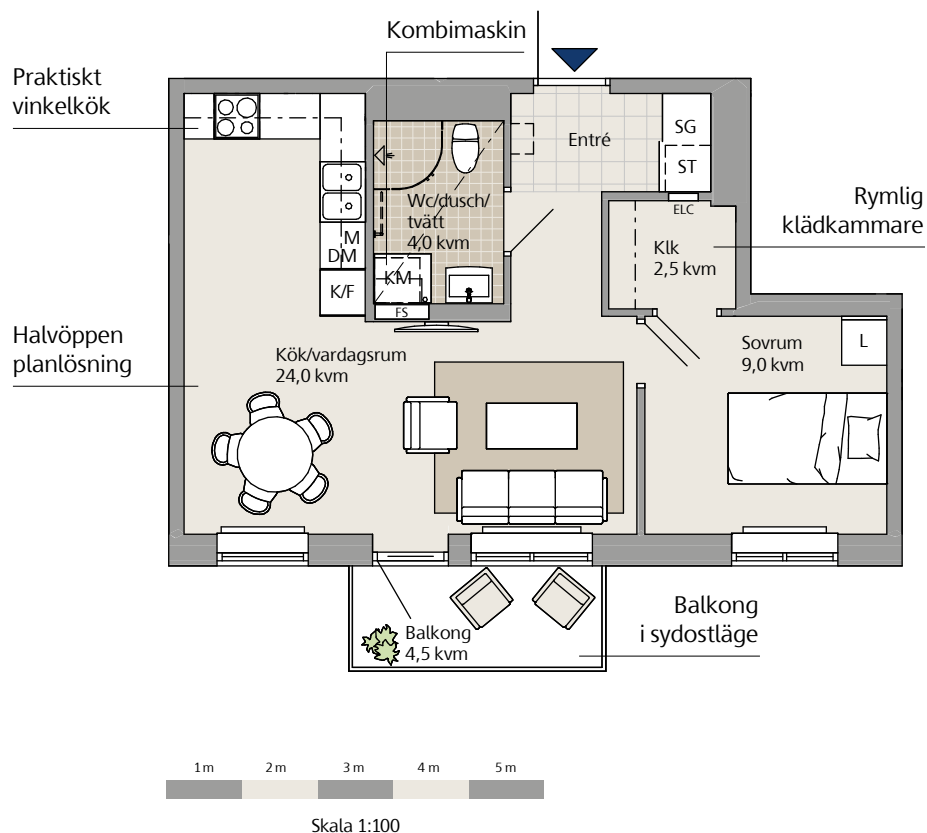 Kombimaskin
Praktiskt
vinkelkök
Entré
SG
ST
ELC
Rymlig
klädkammare
Wc/dusch/
tvätt
4,0 kvm
Klk
2,5 kvm
M
DM
K/F
KM
FS
Halvöppen
planlösning
Kök/vardagsrum
24,0 kvm
Sovrum
9,0 kvm
L
Balkong
4,5 kvm
Balkong
i sydostläge
1 m 2 m 3 m 4 m 5 m
Skala 1:100